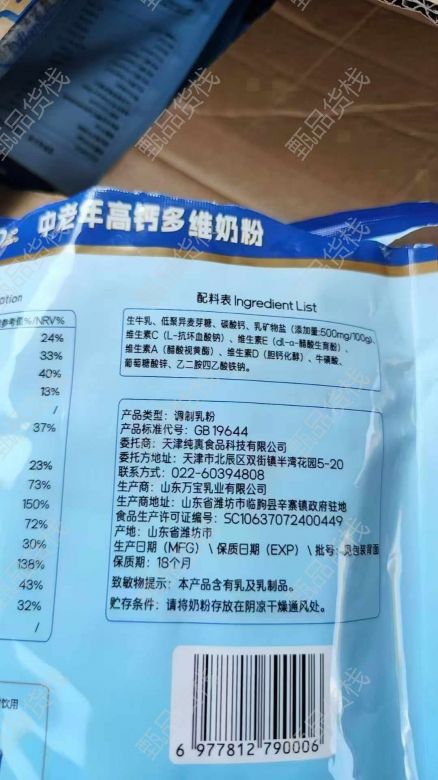 中老年高钙多维奶粉
配料表 Ingredient List
生牛乳、低聚异麦芽糖、碳酸钙、乳矿物盐（添加量:500mg/100g）、
维生素C（L-抗坏血酸钠）、维生素E（dl-α-醋酸生育酚）、
维生素A（醋酸视黄酯）、维生素D（胆钙化醇）、牛磺酸、
葡萄糖酸锌、乙二胺四乙酸铁钠。
参考值%/NRV%
24%
33%
40%
13%
/
37%
23%
73%
150%
72%
30%
138%
43%
32%
/
产品类型：调制乳粉
产品标准代号：GB 19644
委托商：天津纯爽食品科技有限公司
委托方地址：天津市北辰区双街镇半湾花园5-20
联系方式：022-60394808
生产商：山东万宝乳业有限公司
生产商地址：山东省潍坊市临朐县辛寨镇政府驻地
食品生产许可证编号：SC10637072400449
产地：山东省潍坊市
生产日期（MFG）\ 保质日期（EXP）\ 批号：见包装背面
保质期：18个月
致敏物提示：本产品含有乳及乳制品。
贮存条件：请将奶粉存放在阴凉干燥通风处。
饮用
6 977812 790006
甄品货栈